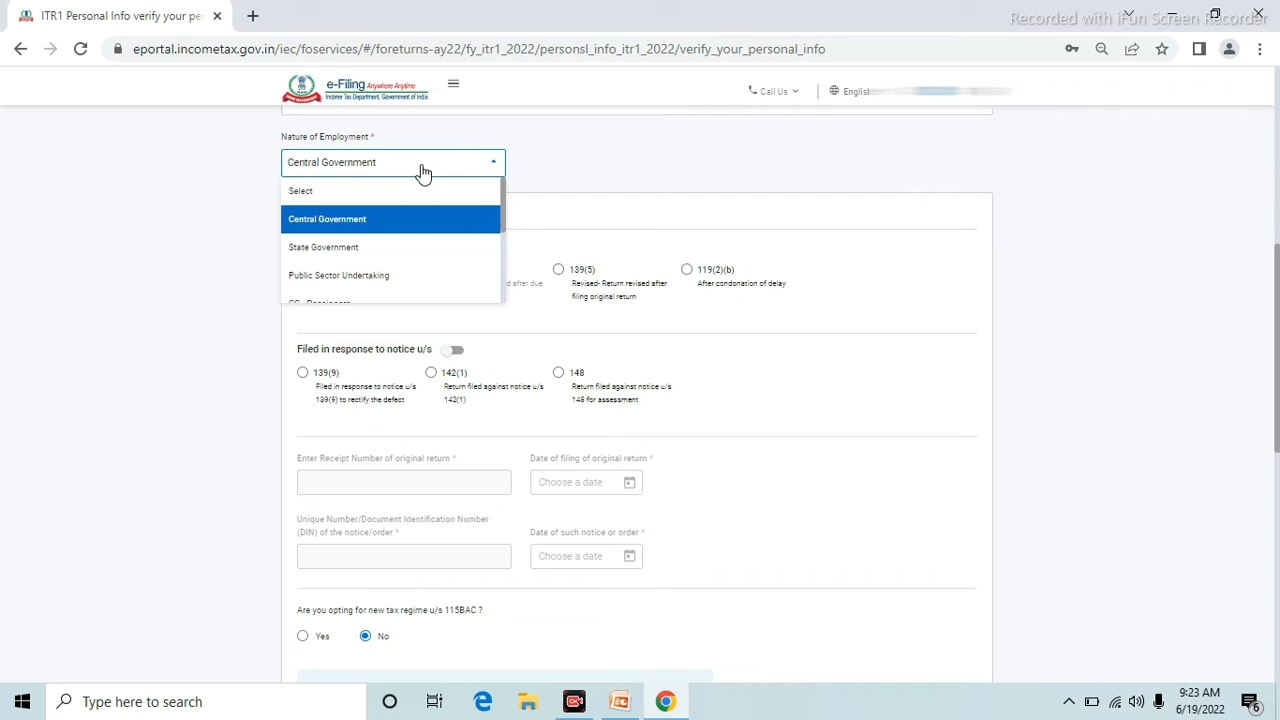 ITR1 Personal Info verify your per
Recorded with iFun Screen Recorder
eportal.incometax.gov.in/iec/foservices/#/foreturns-ay22/fy_itr1_2022/personsl_info_itr1_2022/verify_your_personal_info
e-Filing Anywhere Anytime
Income Tax Department, Government of India
Call Us
English
Nature of Employment *
Central Government
Select
Central Government
State Government
Public Sector Undertaking
CG - Pensioners
139(5)
119(2)(b)
d after due
Revised- Return revised after
filing original return
After condonation of delay
Filed in response to notice u/s
139(9)
Filed in response to notice u/s
139(9) to rectify the defect
142(1)
Return filed against notice u/s
142(1)
148
Return filed against notice u/s
148 for assessment
Enter Receipt Number of original return *
Date of filing of original return *
Choose a date
Unique Number/Document Identification Number
(DIN) of the notice/order *
Date of such notice or order *
Choose a date
Are you opting for new tax regime u/s 115BAC ?
Yes
No
Type here to search
9:23 AM
6/19/2022
6